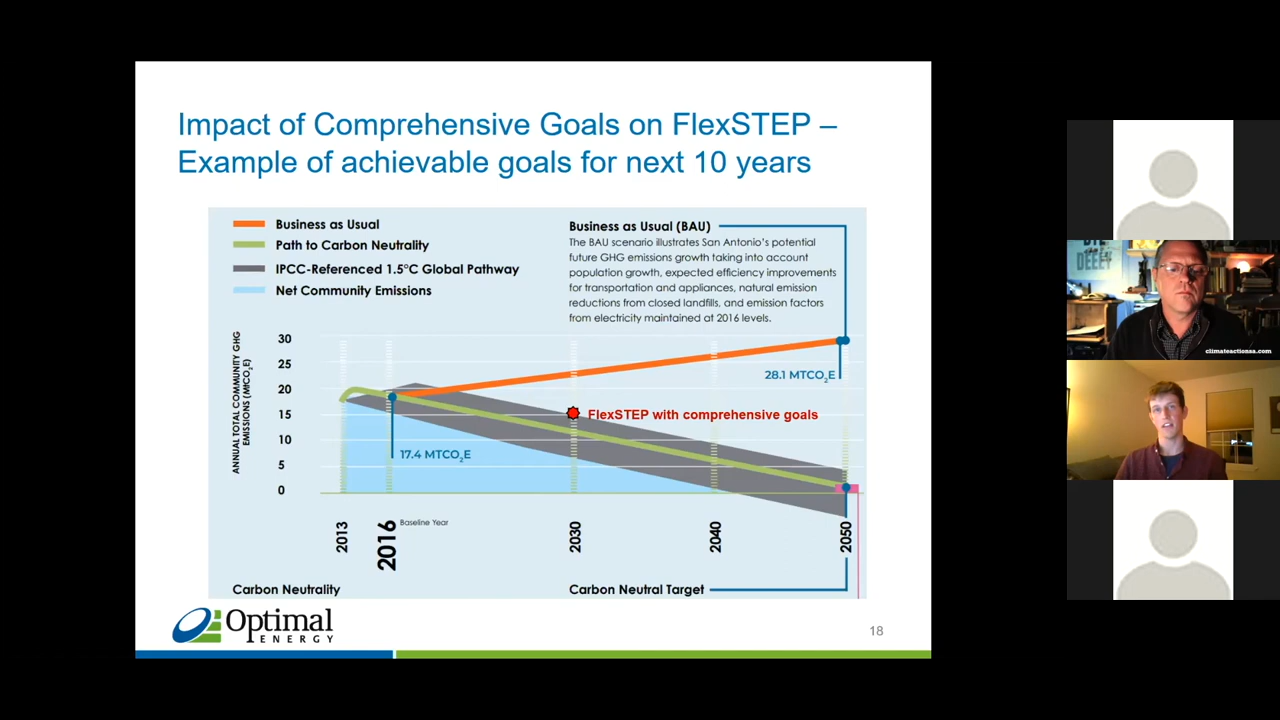 Impact of Comprehensive Goals on FlexSTEP –
Example of achievable goals for next 10 years
Business as Usual
Path to Carbon Neutrality
IPCC-Referenced 1.5°C Global Pathway
Net Community Emissions
Business as Usual (BAU)
The BAU scenario illustrates San Antonio's potential
future GHG emissions growth taking into account
population growth, expected efficiency improvements
for transportation and appliances, natural emission
reductions from closed landfills, and emission factors
from electricity maintained at 2016 levels.
ANNUAL TOTAL COMMUNITY GHG
EMISSIONS (MtCO2E)
30
25
20
15
10
5
0
28.1 MTCO2E
FlexSTEP with comprehensive goals
17.4 MTCO2E
2013
2016
Baseline Year
2030
2040
2050
Carbon Neutrality
Carbon Neutral Target
Optimal
ENERGY
18
climateactionsa.com